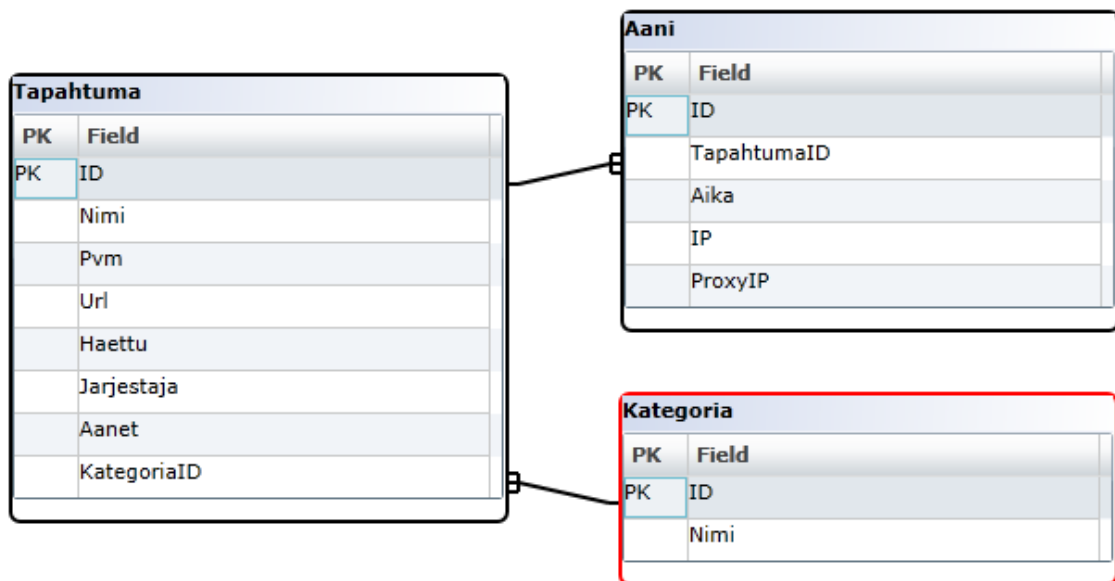 Tapahtuma
PK Field
PK ID
Nimi
Pvm
Url
Haettu
Jarjestaja
Aanet
KategoriaID
Aani
PK Field
PK ID
TapahtumaID
Aika
IP
ProxyIP
Kategoria
PK Field
PK ID
Nimi